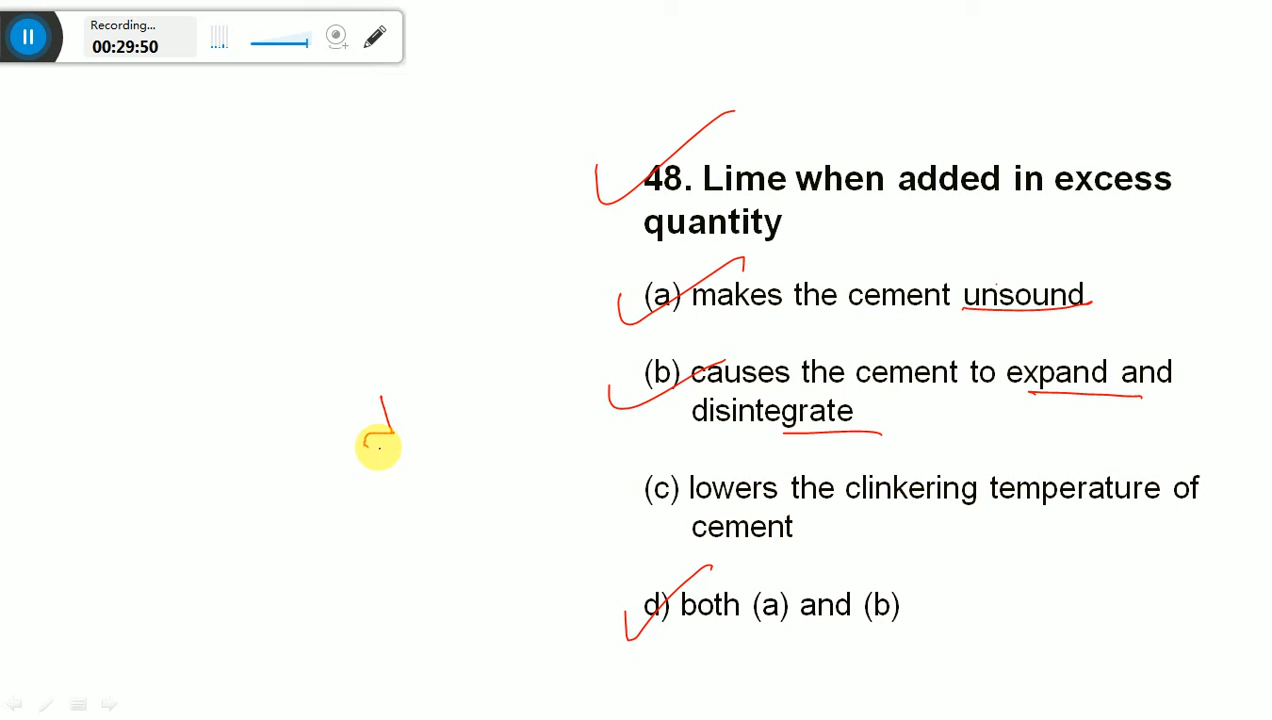 Recording...
00:29:50
48. Lime when added in excess
quantity
(a) makes the cement unsound
(b) causes the cement to expand and
disintegrate
(c) lowers the clinkering temperature of
cement
d) both (a) and (b)